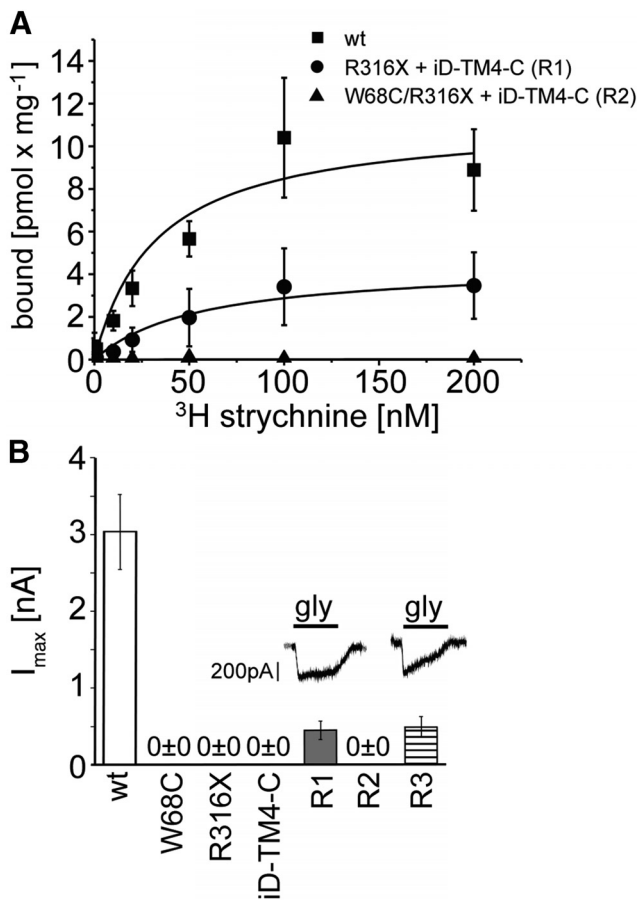 A
wt
R316X + iD-TM4-C (R1)
W68C/R316X + iD-TM4-C (R2)
bound [pmol x mg⁻¹]
14
12
10
8
6
4
2
0
0 50 100 150 200
³H strychnine [nM]
B
Imax [nA]
4
3
2
1
0
gly gly
200pA
0±0 0±0 0±0 0±0
wt W68C R316X iD-TM4-C R1 R2 R3